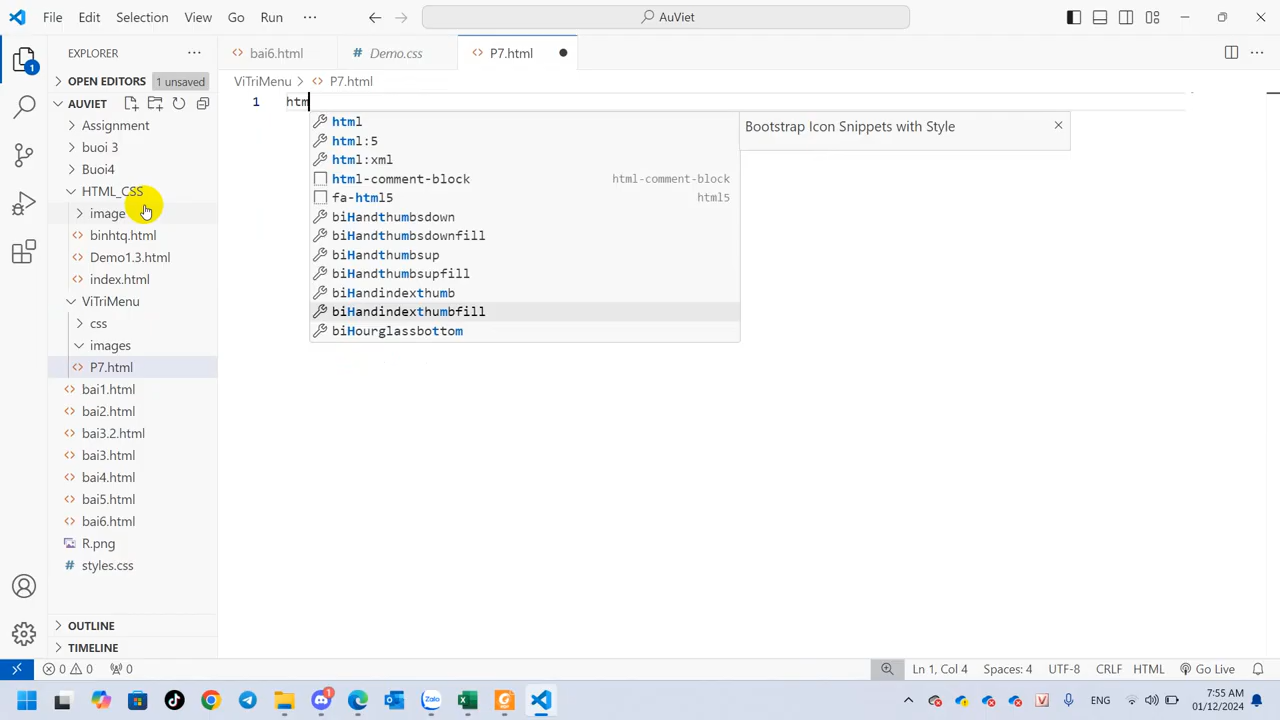 File Edit Selection View Go Run ··· AuViet
EXPLORER
bai6.html Demo.css P7.html
OPEN EDITORS 1 unsaved
ViTriMenu > P7.html
AUVIET
1 htm
Assignment
buoi 3
Buoi4
HTML_CSS
image
binhtq.html
Demo1.3.html
index.html
ViTriMenu
css
images
P7.html
bai1.html
bai2.html
bai3.2.html
bai3.html
bai4.html
bai5.html
bai6.html
R.png
styles.css
OUTLINE
TIMELINE
html
html:5
html:xml
html-comment-block html-comment-block
fa-html5 html5
biHandthumbsdown
biHandthumbsdownfill
biHandthumbsup
biHandthumbsupfill
biHandindexthumb
biHandindexthumbfill
biHourglassbottom
Bootstrap Icon Snippets with Style
1
0 0 0 Ln 1, Col 4 Spaces: 4 UTF-8 CRLF HTML Go Live
Zalo
1
ENG
7:55 AM
01/12/2024